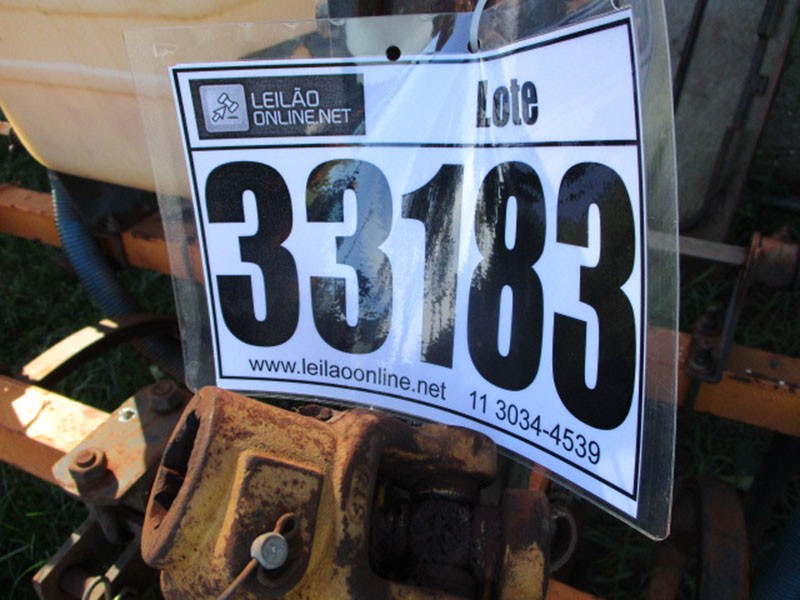 LEILÃO
ONLINE.NET
Lote
33183
www.leilaoonline.net
11 3034-4539